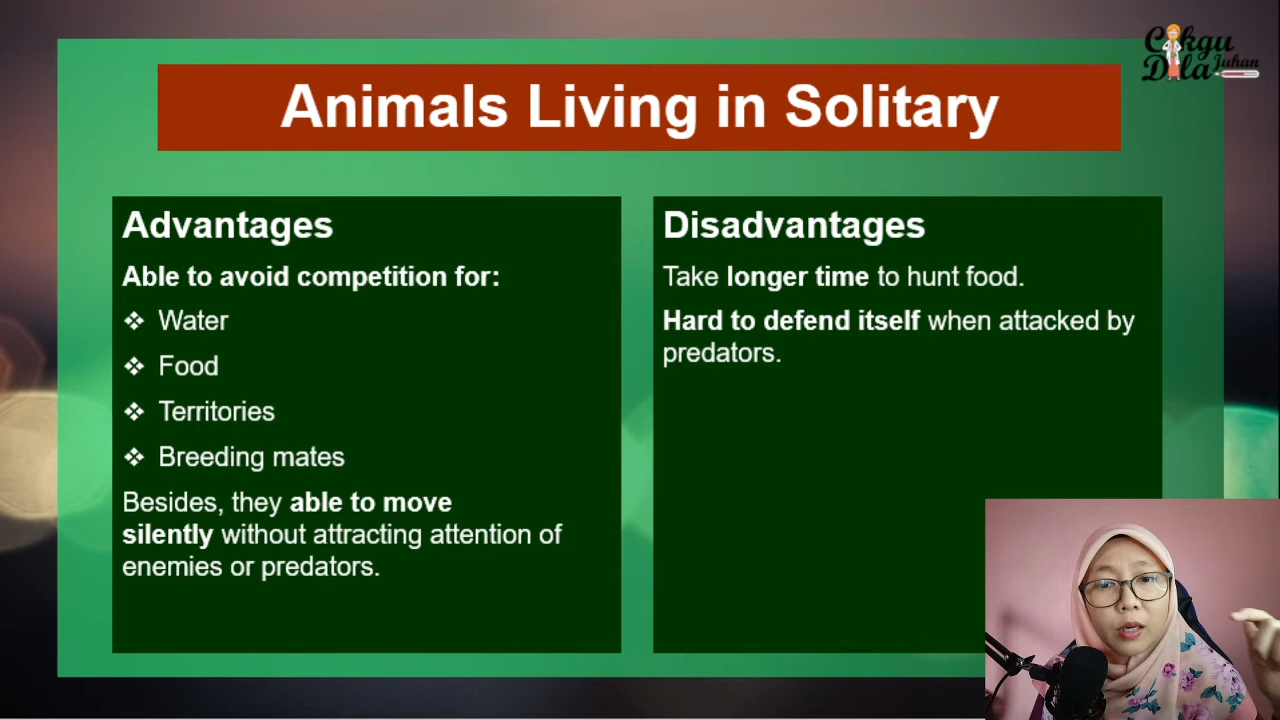 Cikgu
Dila Juhan
Animals Living in Solitary
Advantages
Able to avoid competition for:
❖ Water
❖ Food
❖ Territories
❖ Breeding mates
Besides, they able to move
silently without attracting attention of
enemies or predators.
Disadvantages
Take longer time to hunt food.
Hard to defend itself when attacked by
predators.